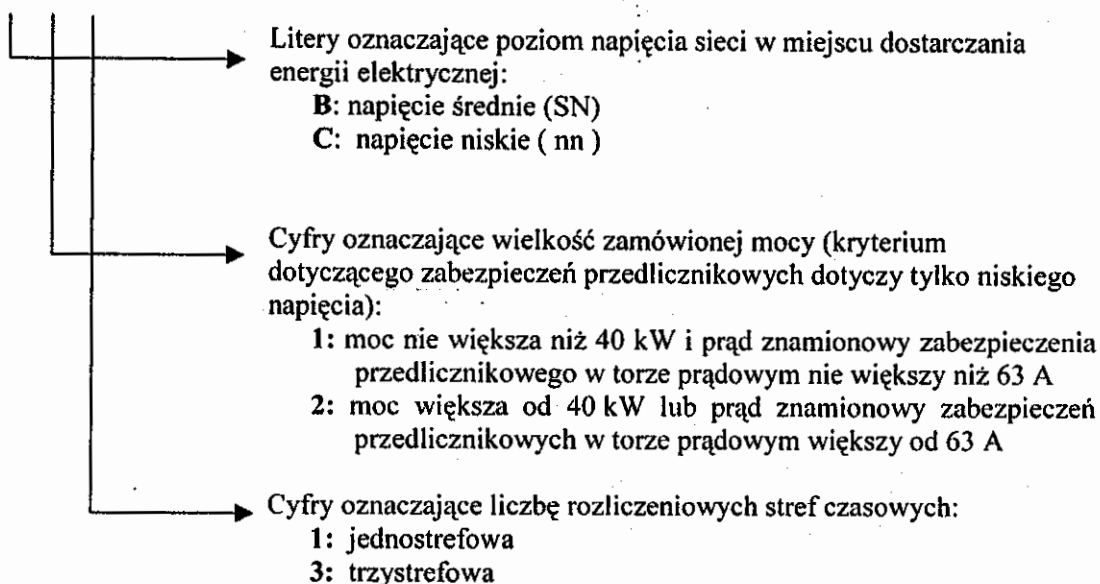 Litery oznaczające poziom napięcia sieci w miejscu dostarczania
energii elektrycznej:
B: napięcie średnie (SN)
C: napięcie niskie ( nn )
Cyfry oznaczające wielkość zamówionej mocy (kryterium
dotyczącego zabezpieczeń przedlicznikowych dotyczy tylko niskiego
napięcia):
1: moc nie większa niż 40 kW i prąd znamionowy zabezpieczenia
przedlicznikowego w torze prądowym nie większy niż 63 A
2: moc większa od 40 kW lub prąd znamionowy zabezpieczeń
przedlicznikowych w torze prądowym większy od 63 A
Cyfry oznaczające liczbę rozliczeniowych stref czasowych:
1: jednostrefowa
3: trzystrefowa